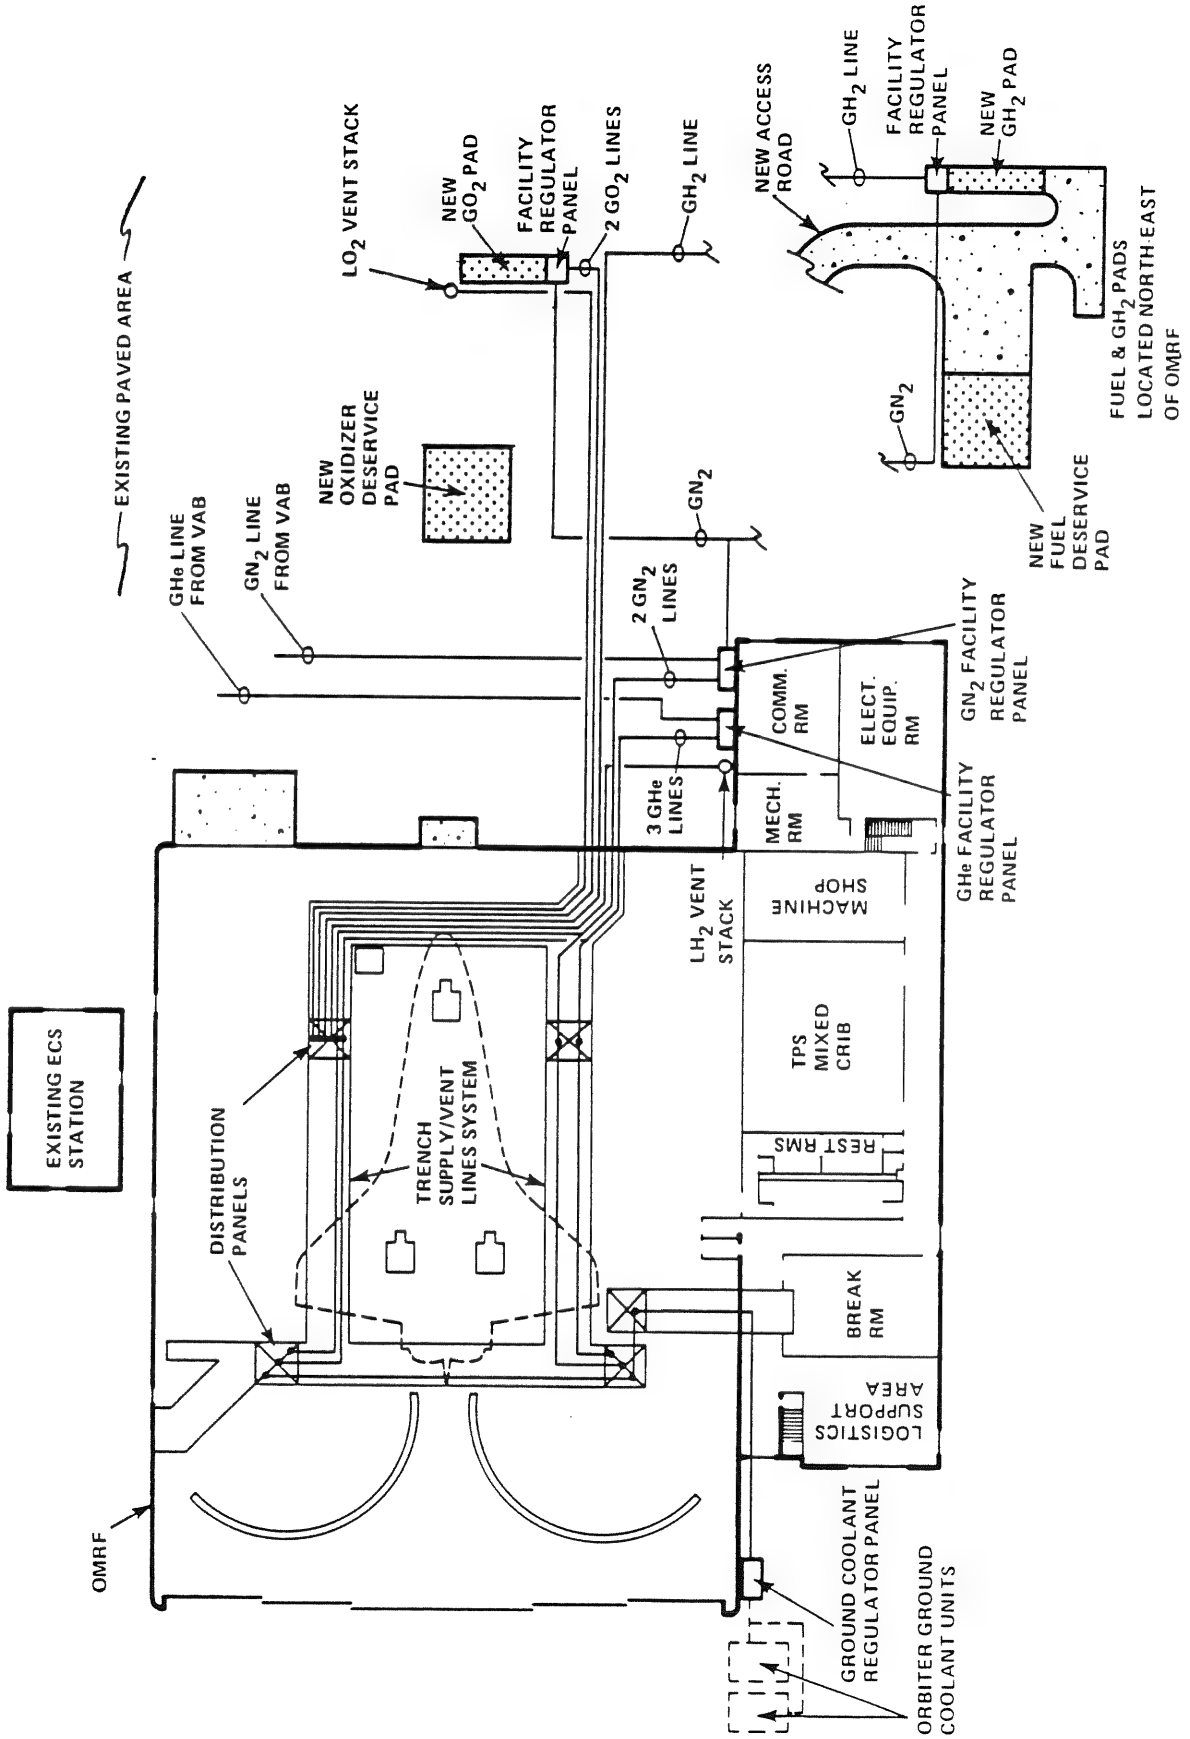 EXISTING ECS
STATION
OMRF
DISTRIBUTION
PANELS
GHe LINE
FROM VAB
GN2 LINE
FROM VAB
EXISTING PAVED AREA
NEW
OXIDIZER
DESERVICE
PAD
LO2 VENT STACK
NEW
GO2 PAD
FACILITY
REGULATOR
PANEL
2 GO2 LINES
GH2 LINE
TRENCH
SUPPLY/VENT
LINES SYSTEM
3 GHe
LINES
2 GN2
LINES
GN2
LH2 VENT
STACK
MECH.
RM
COMM.
RM
ELECT.
EQUIP.
RM
MACHINE
SHOP
TPS
MIXED
CRIB
REST RMS
BREAK
RM
LOGISTICS
SUPPORT
AREA
GROUND COOLANT
REGULATOR PANEL
ORBITER GROUND
COOLANT UNITS
GHe FACILITY
REGULATOR
PANEL
GN2 FACILITY
REGULATOR
PANEL
NEW ACCESS
ROAD
GH2 LINE
FACILITY
REGULATOR
PANEL
NEW
GH2 PAD
GN2
NEW
FUEL
DESERVICE
PAD
FUEL & GH2 PADS
LOCATED NORTH-EAST
OF OMRF